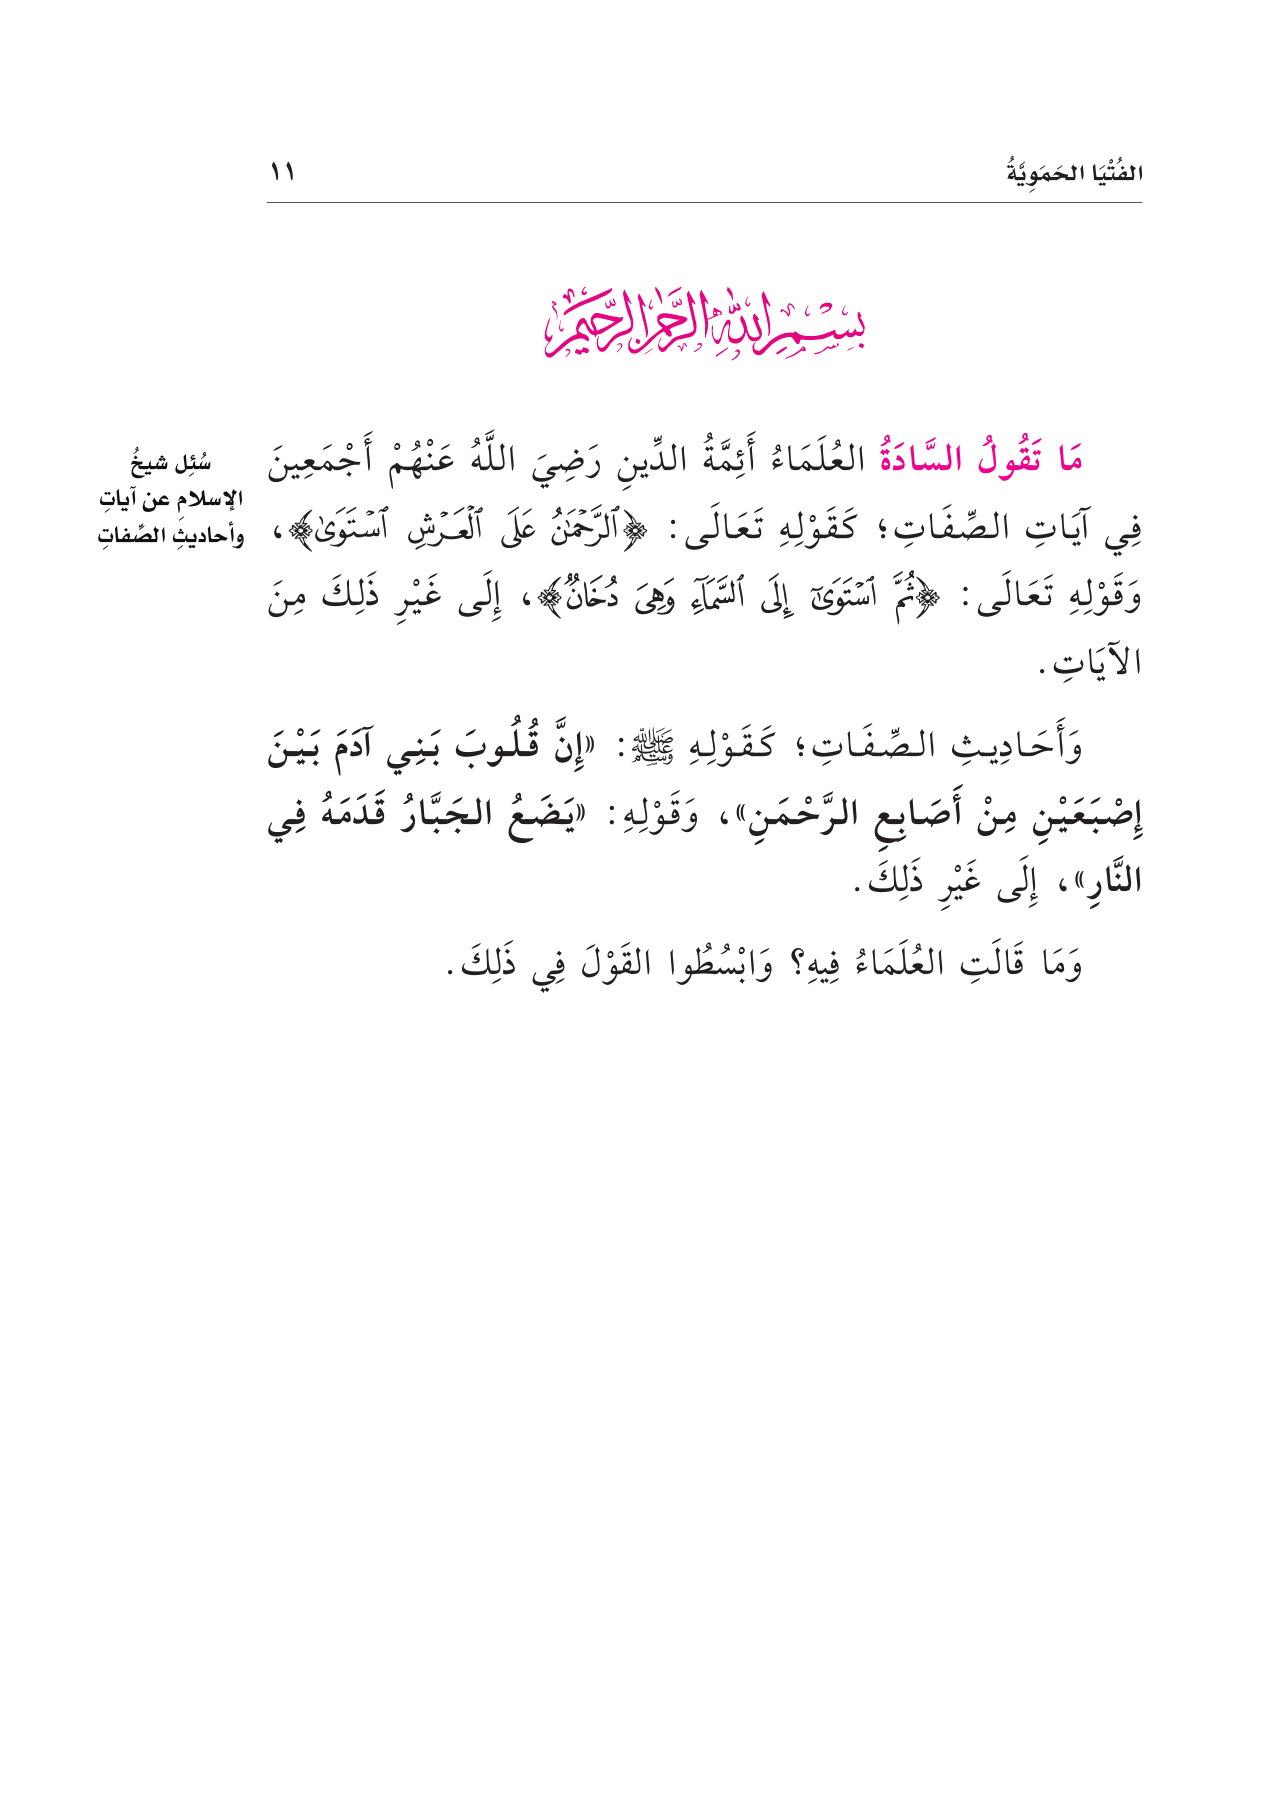 الفُتْيَا الحَمَوِيَّةُ
١١
بِسْمِ اللَّهِ الرَّحْمَٰنِ الرَّحِيمِ
مَا تَقُولُ السَّادَةُ العُلَمَاءُ أَئِمَّةُ الدِّينِ رَضِيَ اللَّهُ عَنْهُمْ أَجْمَعِينَ
فِي آيَاتِ الصِّفَاتِ؛ كَقَوْلِهِ تَعَالَى: ﴿ٱلرَّحۡمَٰنُ عَلَى ٱلۡعَرۡشِ ٱسۡتَوَىٰ﴾،
وَقَوْلِهِ تَعَالَى: ﴿ثُمَّ ٱسۡتَوَىٰٓ إِلَى ٱلسَّمَآءِ وَهِيَ دُخَانٞ﴾، إِلَى غَيْرِ ذَلِكَ مِنَ
الآيَاتِ.
وَأَحَادِيثِ الصِّفَاتِ؛ كَقَوْلِهِ ﷺ: «إِنَّ قُلُوبَ بَنِي آدَمَ بَيْنَ
إِصْبَعَيْنِ مِنْ أَصَابِعِ الرَّحْمَنِ»، وَقَوْلِهِ: «يَضَعُ الجَبَّارُ قَدَمَهُ فِي
النَّارِ»، إِلَى غَيْرِ ذَلِكَ.
وَمَا قَالَتِ العُلَمَاءُ فِيهِ؟ وَابْسُطُوا القَوْلَ فِي ذَلِكَ.
سُئِل شيخُ
الإسلامِ عن آياتِ
وأحاديثِ الصِّفاتِ